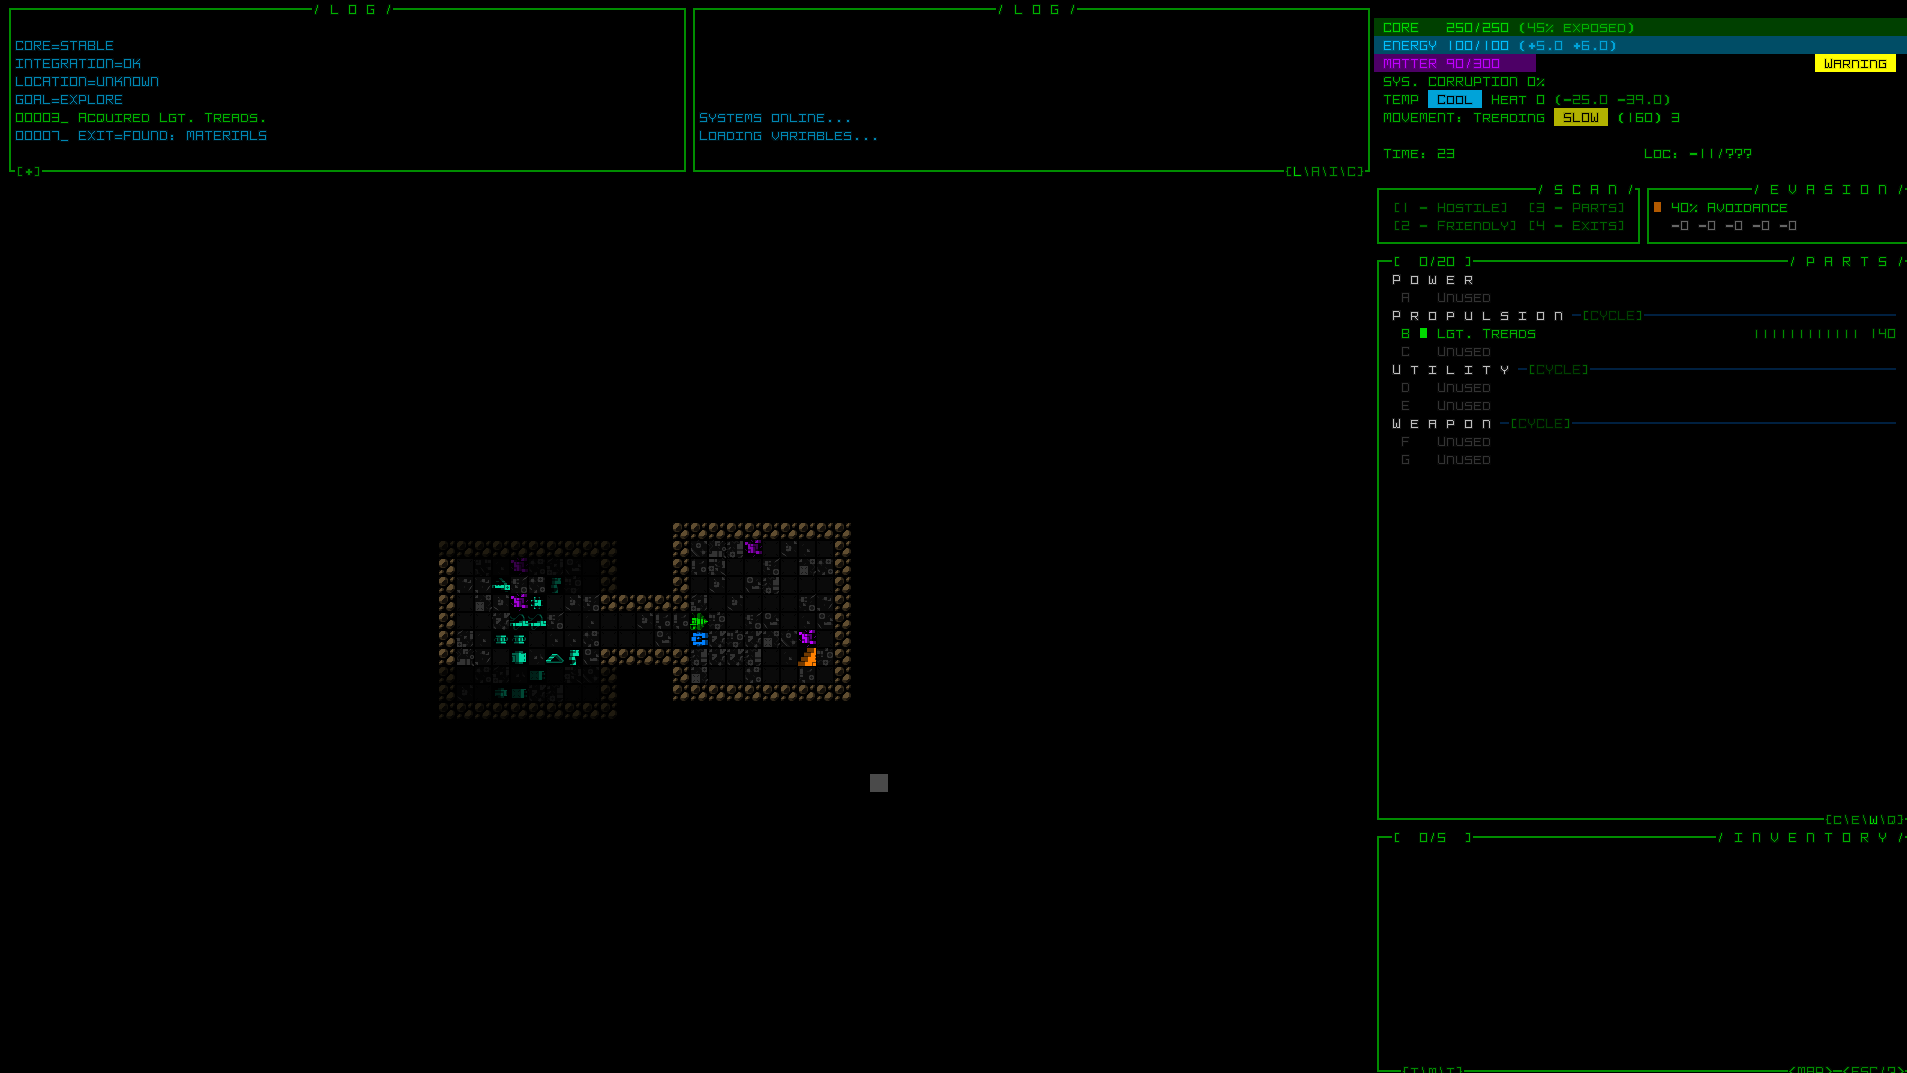 / L O G /
CORE=STABLE
INTEGRATION=OK
LOCATION=UNKNOWN
GOAL=EXPLORE
00003_ ACQUIRED LGT. TREADS.
00007_ EXIT=FOUND: MATERIALS
[+]
/ L O G /
SYSTEMS ONLINE...
LOADING VARIABLES...
[L\A\I\C]
CORE 250/250 (45% EXPOSED)
ENERGY 100/100 (+5.0 +6.0)
MATTER 90/300
WARNING
SYS. CORRUPTION 0%
TEMP COOL HEAT 0 (-25.0 -39.0)
MOVEMENT: TREADING SLOW (160) 3
TIME: 23 LOC: -11/???
/ S C A N /
[1 - HOSTILE] [3 - PARTS]
[2 - FRIENDLY] [4 - EXITS]
/ E V A S I O N /
40% AVOIDANCE
-0 -0 -0 -0 -0
[ 0/20 ] / P A R T S /
P O W E R
A UNUSED
P R O P U L S I O N [CYCLE]
B LGT. TREADS |||||||||||| 140
C UNUSED
U T I L I T Y [CYCLE]
D UNUSED
E UNUSED
W E A P O N [CYCLE]
F UNUSED
G UNUSED
[C\E\W\Q]
[ 0/5 ] / I N V E N T O R Y /
[T\M\I] <MAP> <ESC/?>